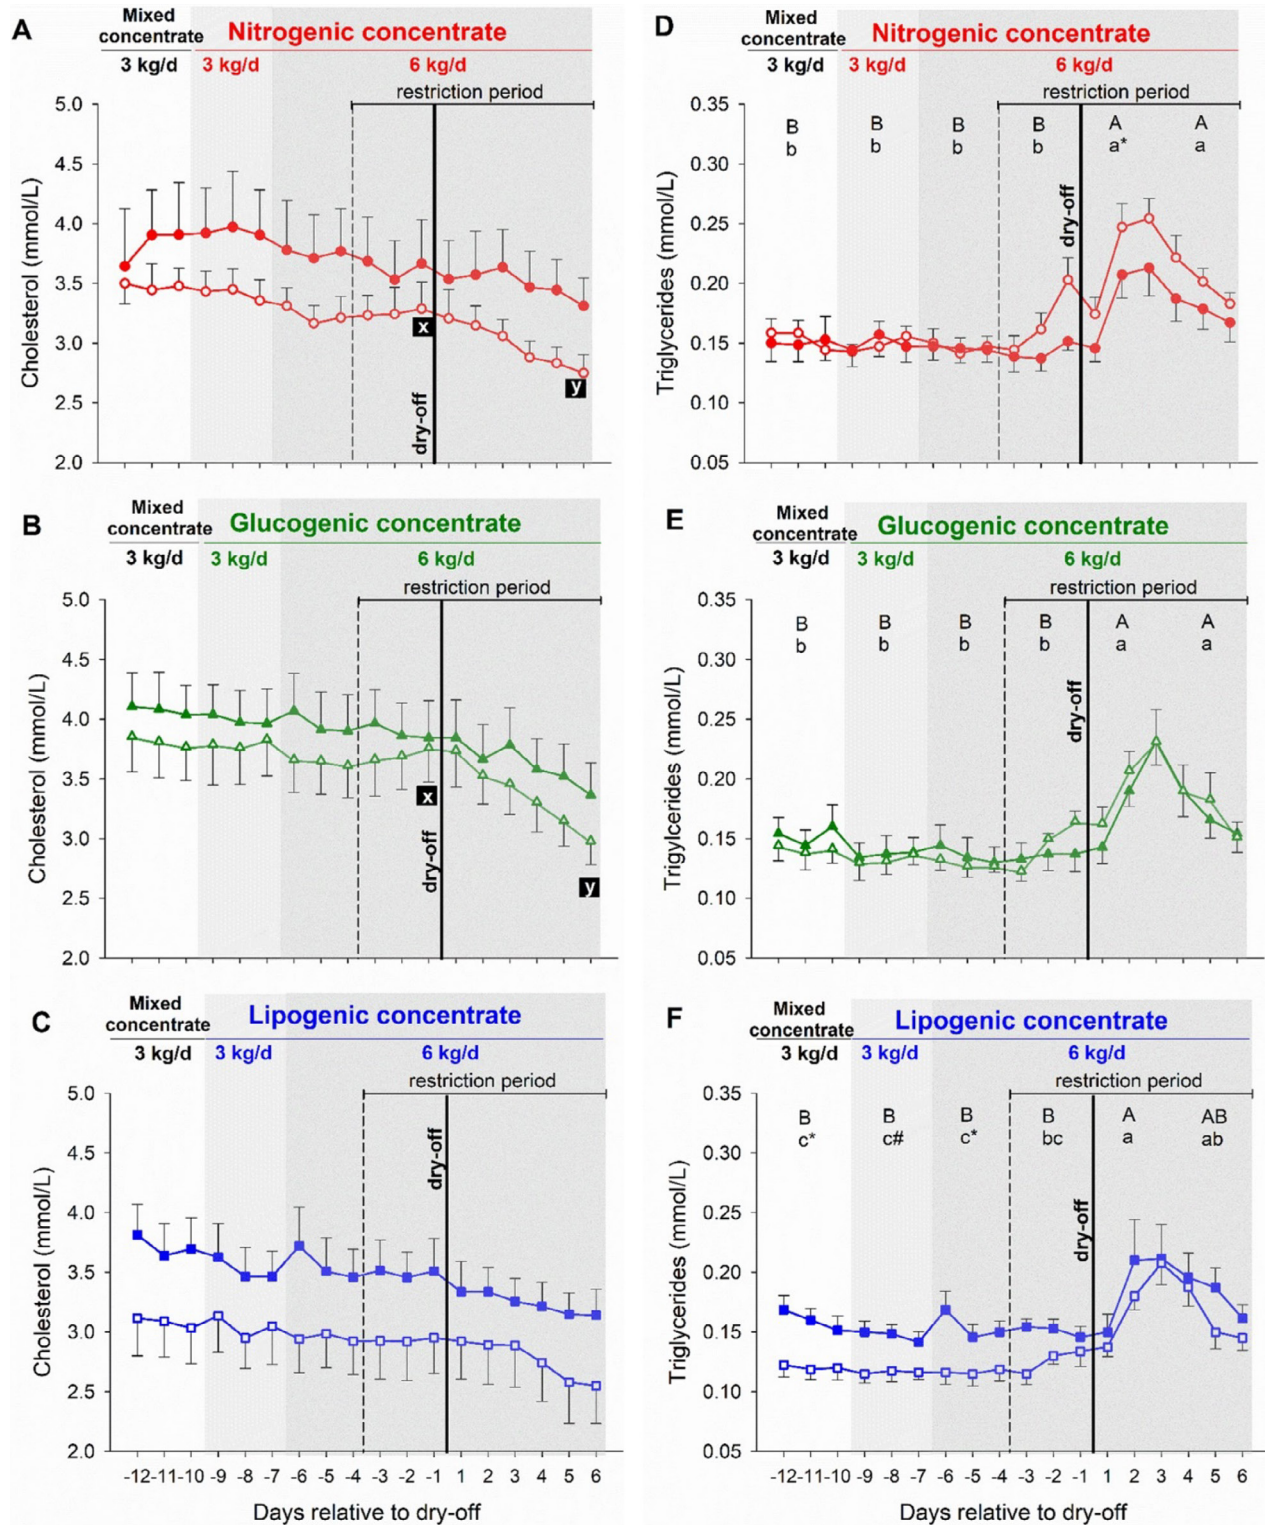 A
Mixed
concentrate
Nitrogenic concentrate
3 kg/d
3 kg/d
6 kg/d
restriction period
5.0
4.5
4.0
3.5
3.0
2.5
2.0
Cholesterol (mmol/L)
x
y
dry-off
D
Mixed
concentrate
Nitrogenic concentrate
3 kg/d
3 kg/d
6 kg/d
restriction period
0.35
0.30
0.25
0.20
0.15
0.10
0.05
Triglycerides (mmol/L)
B B B B A A
b b b b a* a
dry-off
B
Mixed
concentrate
Glucogenic concentrate
3 kg/d
3 kg/d
6 kg/d
restriction period
5.0
4.5
4.0
3.5
3.0
2.5
2.0
Cholesterol (mmol/L)
x
y
dry-off
E
Mixed
concentrate
Glucogenic concentrate
3 kg/d
3 kg/d
6 kg/d
restriction period
0.35
0.30
0.25
0.20
0.15
0.10
0.05
Trigylcerides (mmol/L)
B B B B A A
b b b b a a
dry-off
C
Mixed
concentrate
Lipogenic concentrate
3 kg/d
3 kg/d
6 kg/d
restriction period
5.0
4.5
4.0
3.5
3.0
2.5
2.0
Cholesterol (mmol/L)
dry-off
-12 -11 -10 -9 -8 -7 -6 -5 -4 -3 -2 -1 1 2 3 4 5 6
Days relative to dry-off
F
Mixed
concentrate
Lipogenic concentrate
3 kg/d
3 kg/d
6 kg/d
restriction period
0.35
0.30
0.25
0.20
0.15
0.10
0.05
Triglycerides (mmol/L)
B B B B A AB
c* c# c* bc a ab
dry-off
-12 -11 -10 -9 -8 -7 -6 -5 -4 -3 -2 -1 1 2 3 4 5 6
Days relative to dry-off